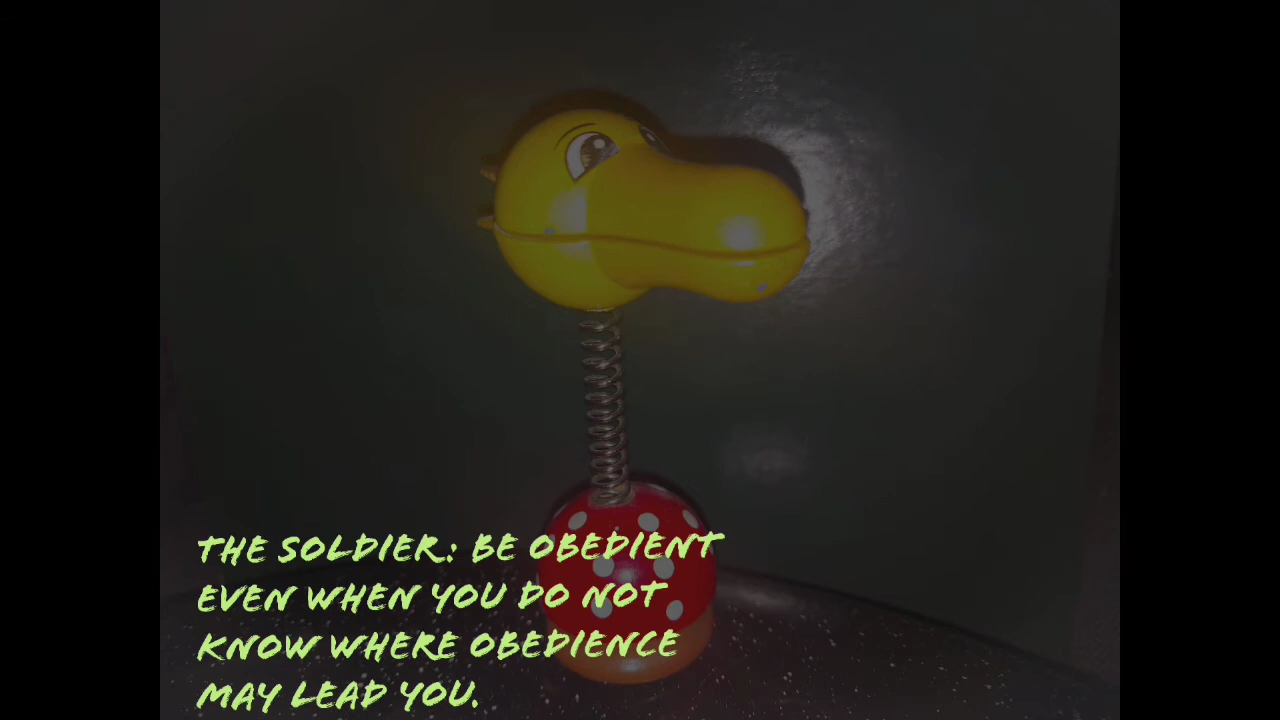 THE SOLDIER: BE OBEDIENT
EVEN WHEN YOU DO NOT
KNOW WHERE OBEDIENCE
MAY LEAD YOU.